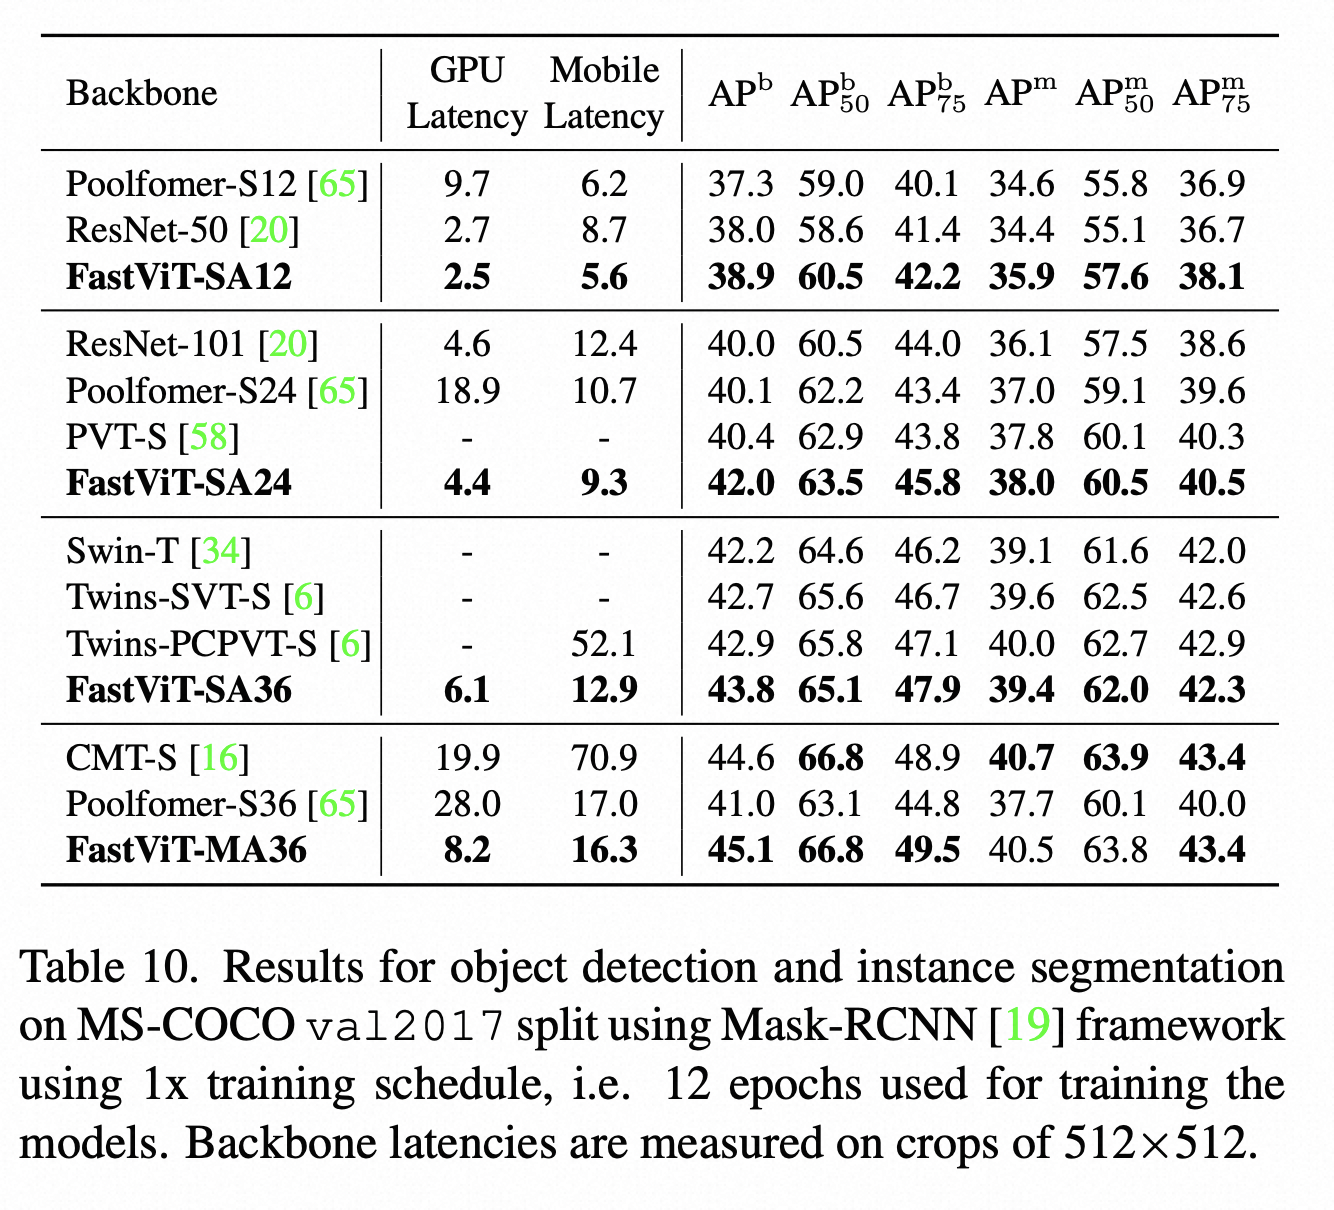 Backbone GPU Latency Mobile Latency APᵇ APᵇ₅₀ APᵇ₇₅ APᵐ APᵐ₅₀ APᵐ₇₅
Poolfomer-S12 [65] 9.7 6.2 37.3 59.0 40.1 34.6 55.8 36.9
ResNet-50 [20] 2.7 8.7 38.0 58.6 41.4 34.4 55.1 36.7
FastViT-SA12 2.5 5.6 38.9 60.5 42.2 35.9 57.6 38.1
ResNet-101 [20] 4.6 12.4 40.0 60.5 44.0 36.1 57.5 38.6
Poolfomer-S24 [65] 18.9 10.7 40.1 62.2 43.4 37.0 59.1 39.6
PVT-S [58] - - 40.4 62.9 43.8 37.8 60.1 40.3
FastViT-SA24 4.4 9.3 42.0 63.5 45.8 38.0 60.5 40.5
Swin-T [34] - - 42.2 64.6 46.2 39.1 61.6 42.0
Twins-SVT-S [6] - - 42.7 65.6 46.7 39.6 62.5 42.6
Twins-PCPVT-S [6] - 52.1 42.9 65.8 47.1 40.0 62.7 42.9
FastViT-SA36 6.1 12.9 43.8 65.1 47.9 39.4 62.0 42.3
CMT-S [16] 19.9 70.9 44.6 66.8 48.9 40.7 63.9 43.4
Poolfomer-S36 [65] 28.0 17.0 41.0 63.1 44.8 37.7 60.1 40.0
FastViT-MA36 8.2 16.3 45.1 66.8 49.5 40.5 63.8 43.4
Table 10. Results for object detection and instance segmentation
on MS-COCO val2017 split using Mask-RCNN [19] framework
using 1x training schedule, i.e. 12 epochs used for training the
models. Backbone latencies are measured on crops of 512×512.